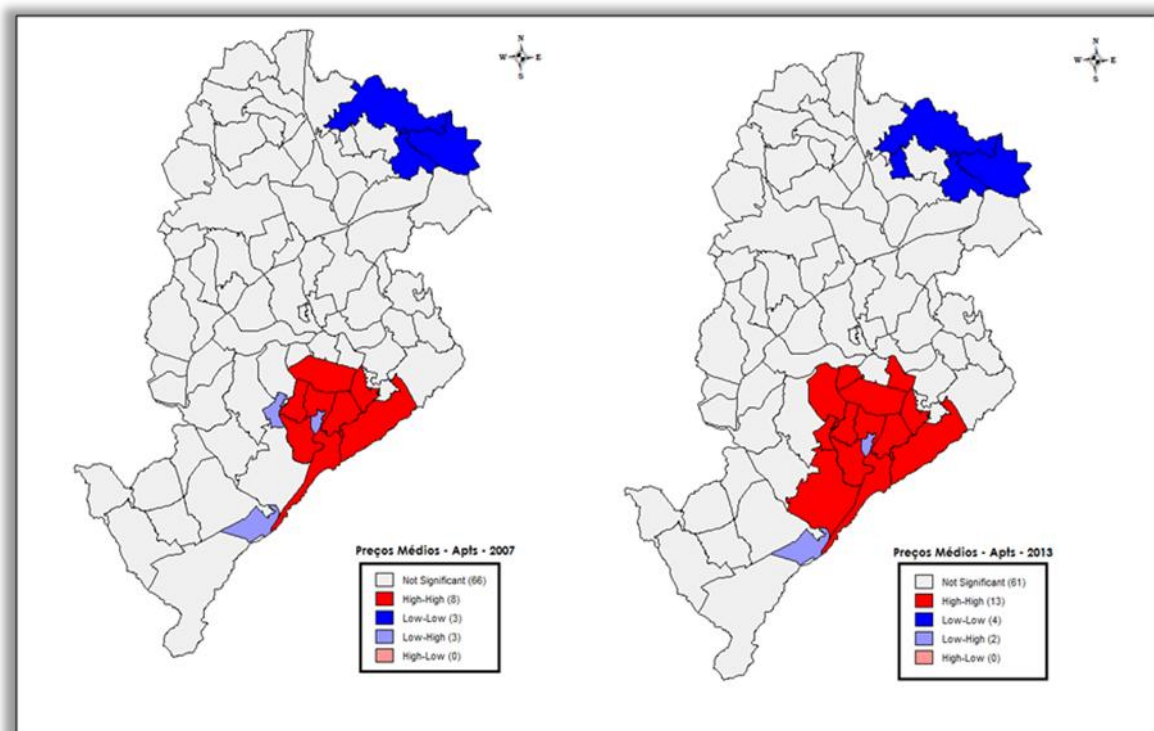 N
W E
S
N
W E
S
Preços Médios - Apts - 2007
Not Significant (66)
High-High (8)
Low-Low (3)
Low-High (3)
High-Low (0)
Preços Médios - Apts - 2013
Not Significant (61)
High-High (13)
Low-Low (4)
Low-High (2)
High-Low (0)